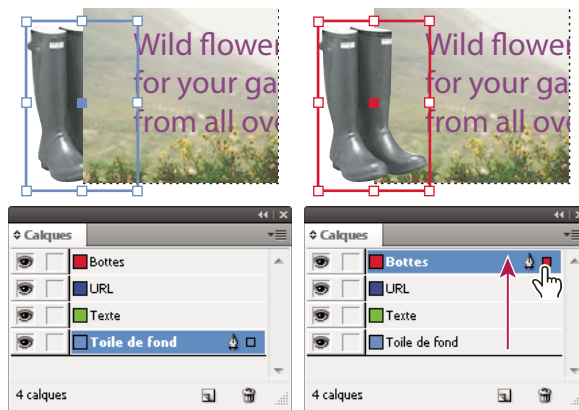 Wild flower
for your ga
from all ove
Wild flower
for your ga
from all ove
Calques
Bottes
URL
Texte
Toile de fond
4 calques
Calques
Bottes
URL
Texte
Toile de fond
4 calques